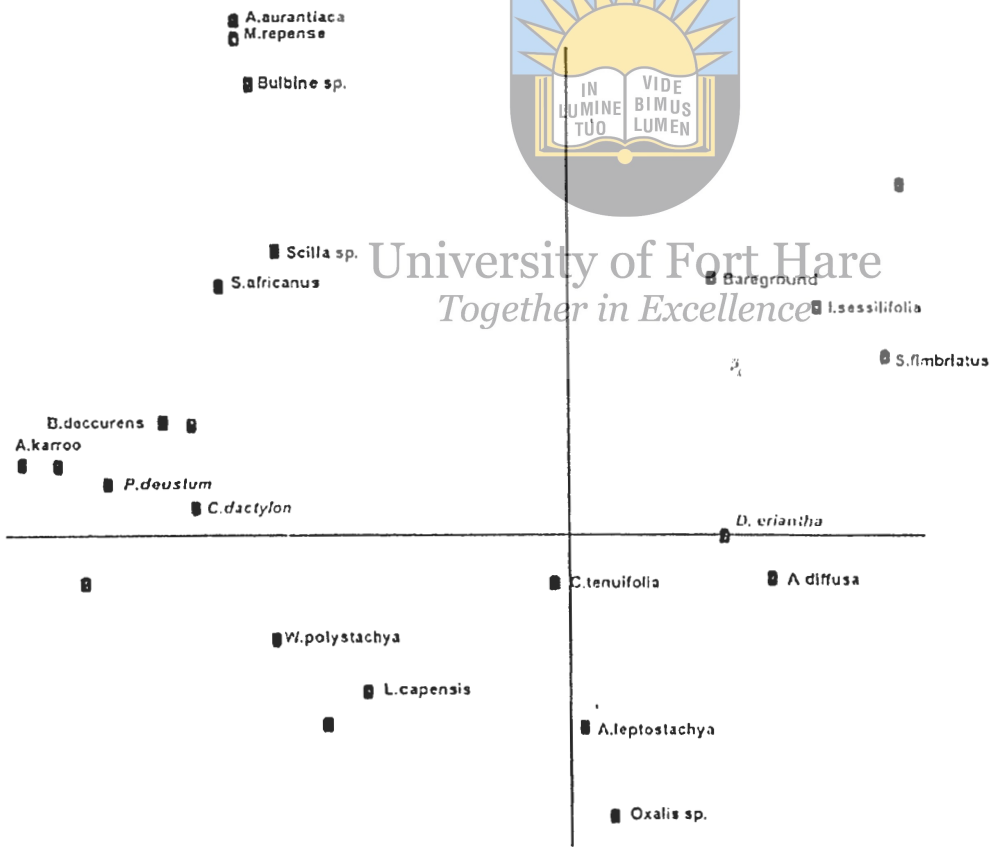 A.aurantiaca
M.repense
Bulbine sp.
IN
LUMINE
TUO
VIDE
BIMUS
LUMEN
Scilla sp.
University of Fort Hare
Together in Excellence
S.africanus
Bareground
I.sessilifolia
S.fimbriatus
B.doccurens
A.karroo
P.deustum
C.dactylon
D. eriantha
C.tenuifolia
A diffusa
W.polystachya
L.capensis
A.leptostachya
Oxalis sp.